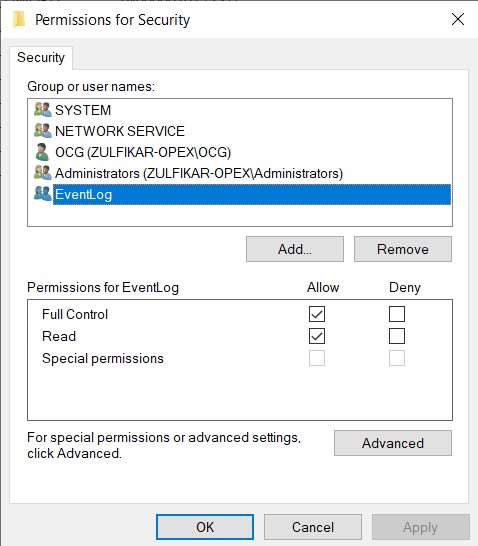 Permissions for Security
Security
Group or user names:
SYSTEM
NETWORK SERVICE
OCG (ZULFIKAR-OPEX\OCG)
Administrators (ZULFIKAR-OPEX\Administrators)
EventLog
Add...
Remove
Permissions for EventLog
Allow
Deny
Full Control
Read
Special permissions
For special permissions or advanced settings,
click Advanced.
Advanced
OK
Cancel
Apply